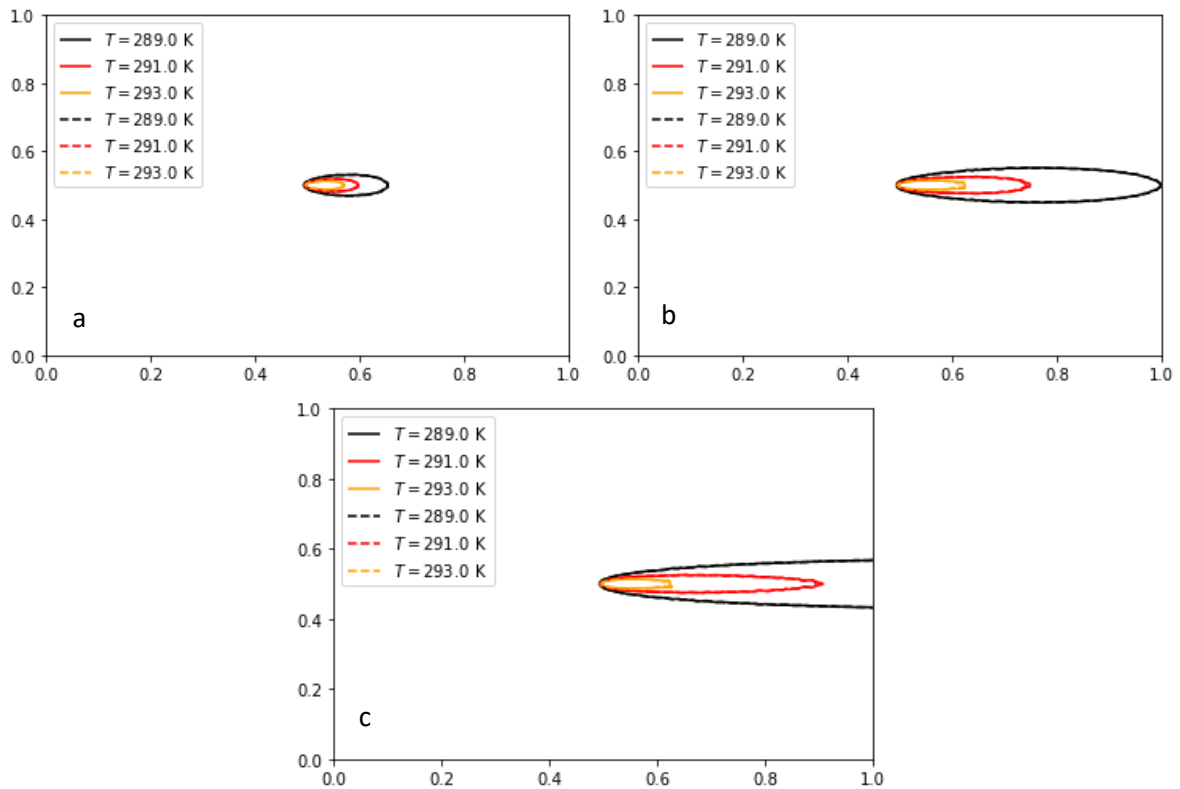 1.0
0.8
0.6
0.4
0.2
0.0
0.0 0.2 0.4 0.6 0.8 1.0
T = 289.0 K
T = 291.0 K
T = 293.0 K
T = 289.0 K
T = 291.0 K
T = 293.0 K
a
1.0
0.8
0.6
0.4
0.2
0.0
0.0 0.2 0.4 0.6 0.8 1.0
T = 289.0 K
T = 291.0 K
T = 293.0 K
T = 289.0 K
T = 291.0 K
T = 293.0 K
b
1.0
0.8
0.6
0.4
0.2
0.0
0.0 0.2 0.4 0.6 0.8 1.0
T = 289.0 K
T = 291.0 K
T = 293.0 K
T = 289.0 K
T = 291.0 K
T = 293.0 K
c